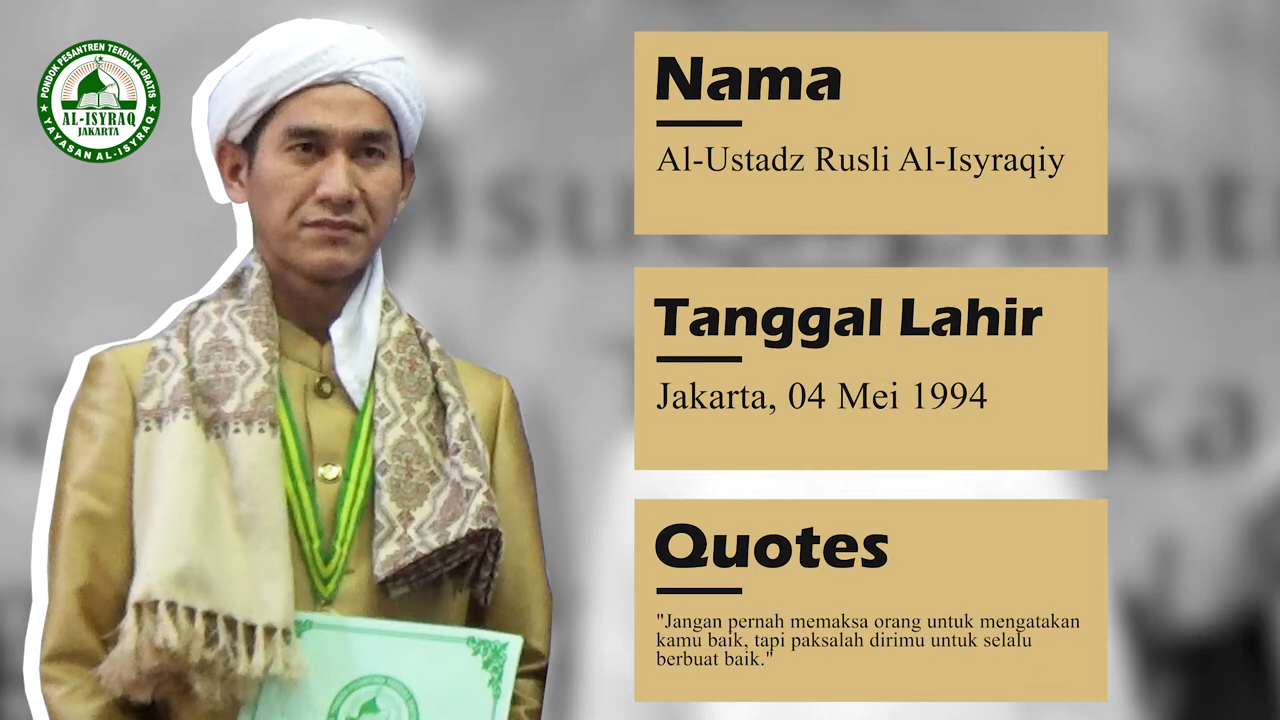 PONDOK PESANTREN TERBUKA GRATIS
AL-ISYRAQ
JAKARTA
YAYASAN AL-ISYRAQ
Nama
Al-Ustadz Rusli Al-Isyraqiy
Tanggal Lahir
Jakarta, 04 Mei 1994
Quotes
"Jangan pernah memaksa orang untuk mengatakan
kamu baik, tapi paksalah dirimu untuk selalu
berbuat baik."